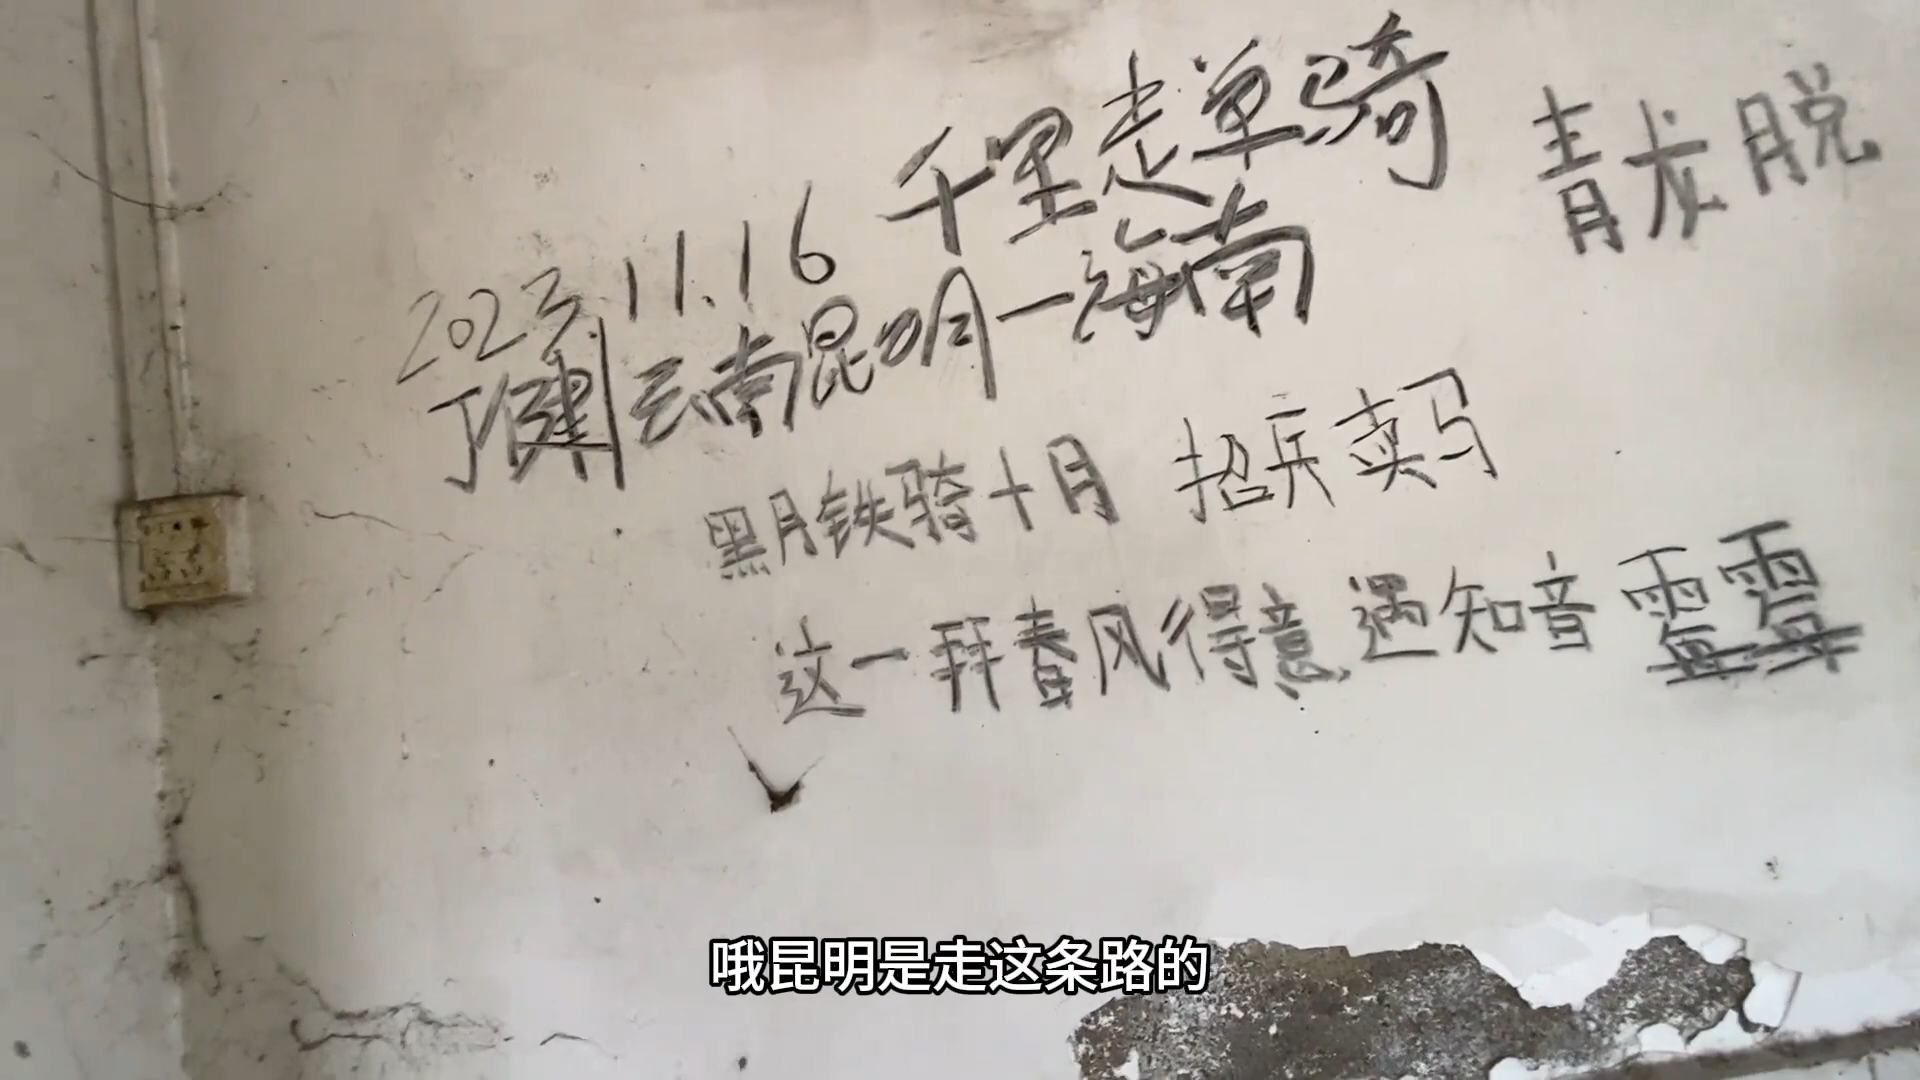 千里走单骑
青龙脱
2023.11.16
云南昆明一海南
黑月铁骑十月 招兵卖马
这一拜春风得意遇知音
哦昆明是走这条路的